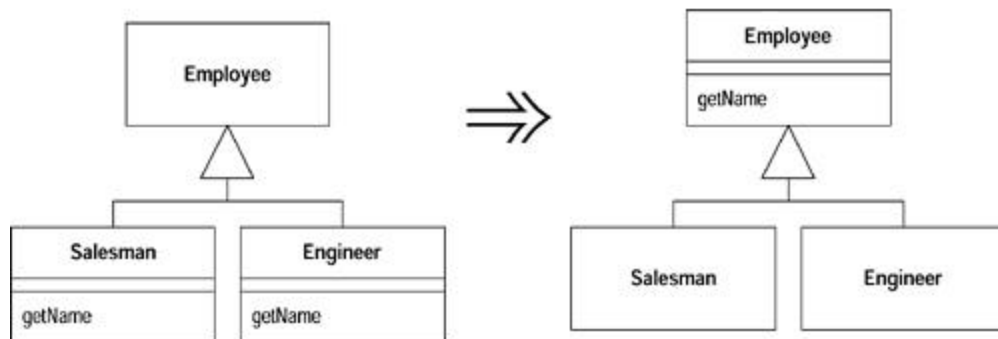 Employee
Salesman
getName
Engineer
getName
Employee
getName
Salesman
Engineer